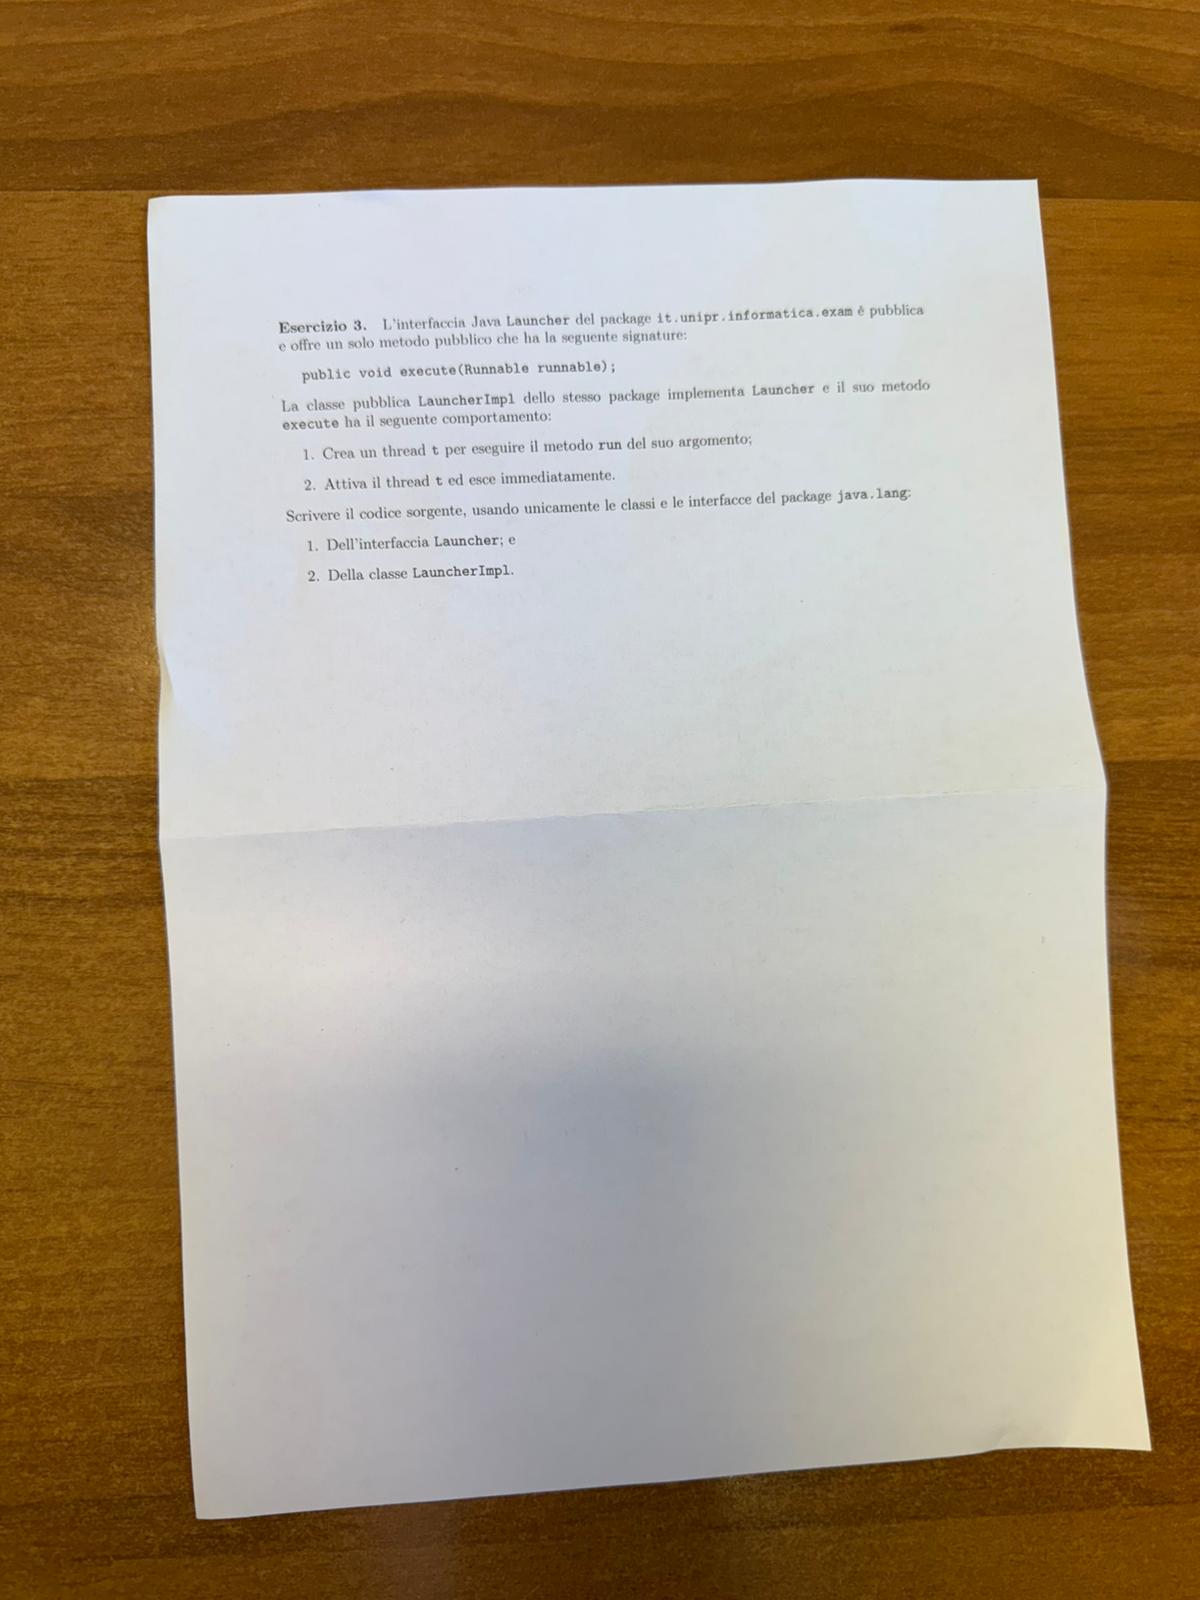 Esercizio 3. L'interfaccia Java Launcher del package it.unipr.informatica.exam è pubblica
e offre un solo metodo pubblico che ha la seguente signature:
public void execute(Runnable runnable);
La classe pubblica LauncherImpl dello stesso package implementa Launcher e il suo metodo
execute ha il seguente comportamento:
1. Crea un thread t per eseguire il metodo run del suo argomento;
2. Attiva il thread t ed esce immediatamente.
Scrivere il codice sorgente, usando unicamente le classi e le interfacce del package java.lang:
1. Dell'interfaccia Launcher; e
2. Della classe LauncherImpl.